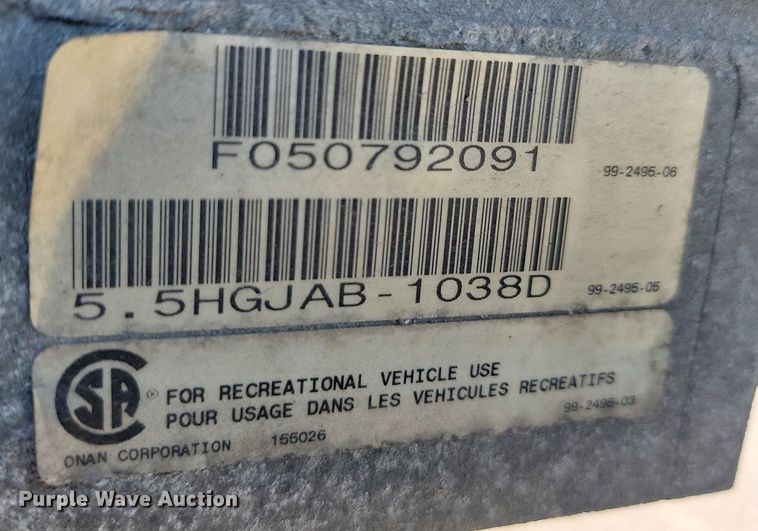 F050792091
99-2495-06
5.5HGJAB-1038D
99-2495-05
CSA®
FOR RECREATIONAL VEHICLE USE
POUR USAGE DANS LES VEHICULES RECREATIFS
ONAN CORPORATION 155026
99-2495-03
Purple Wave Auction